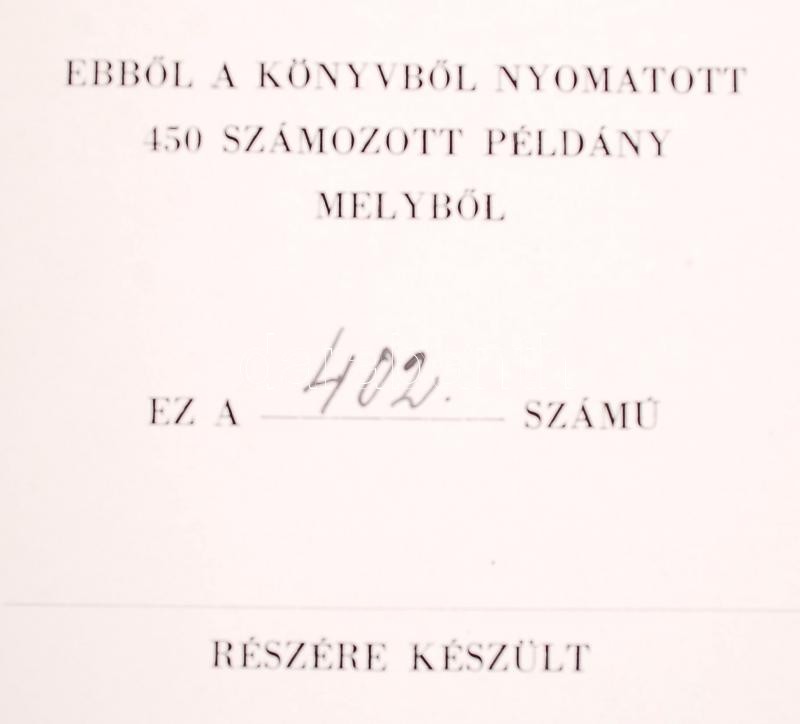 EBBŐL A KÖNYVBŐL NYOMATOTT
450 SZÁMOZOTT PÉLDÁNY
MELYBŐL
EZ A 402. SZÁMÚ
RÉSZÉRE KÉSZÜLT